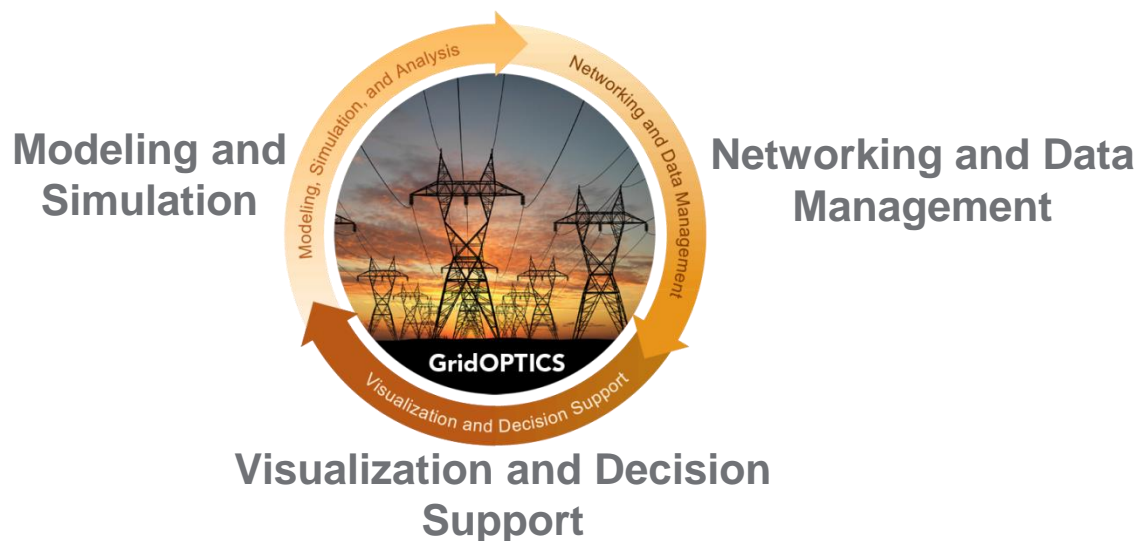 Modeling, Simulation, and Analysis
Networking and Data Management
Modeling and
Simulation
Networking and Data
Management
GridOPTICS
Visualization and Decision Support
Visualization and Decision
Support